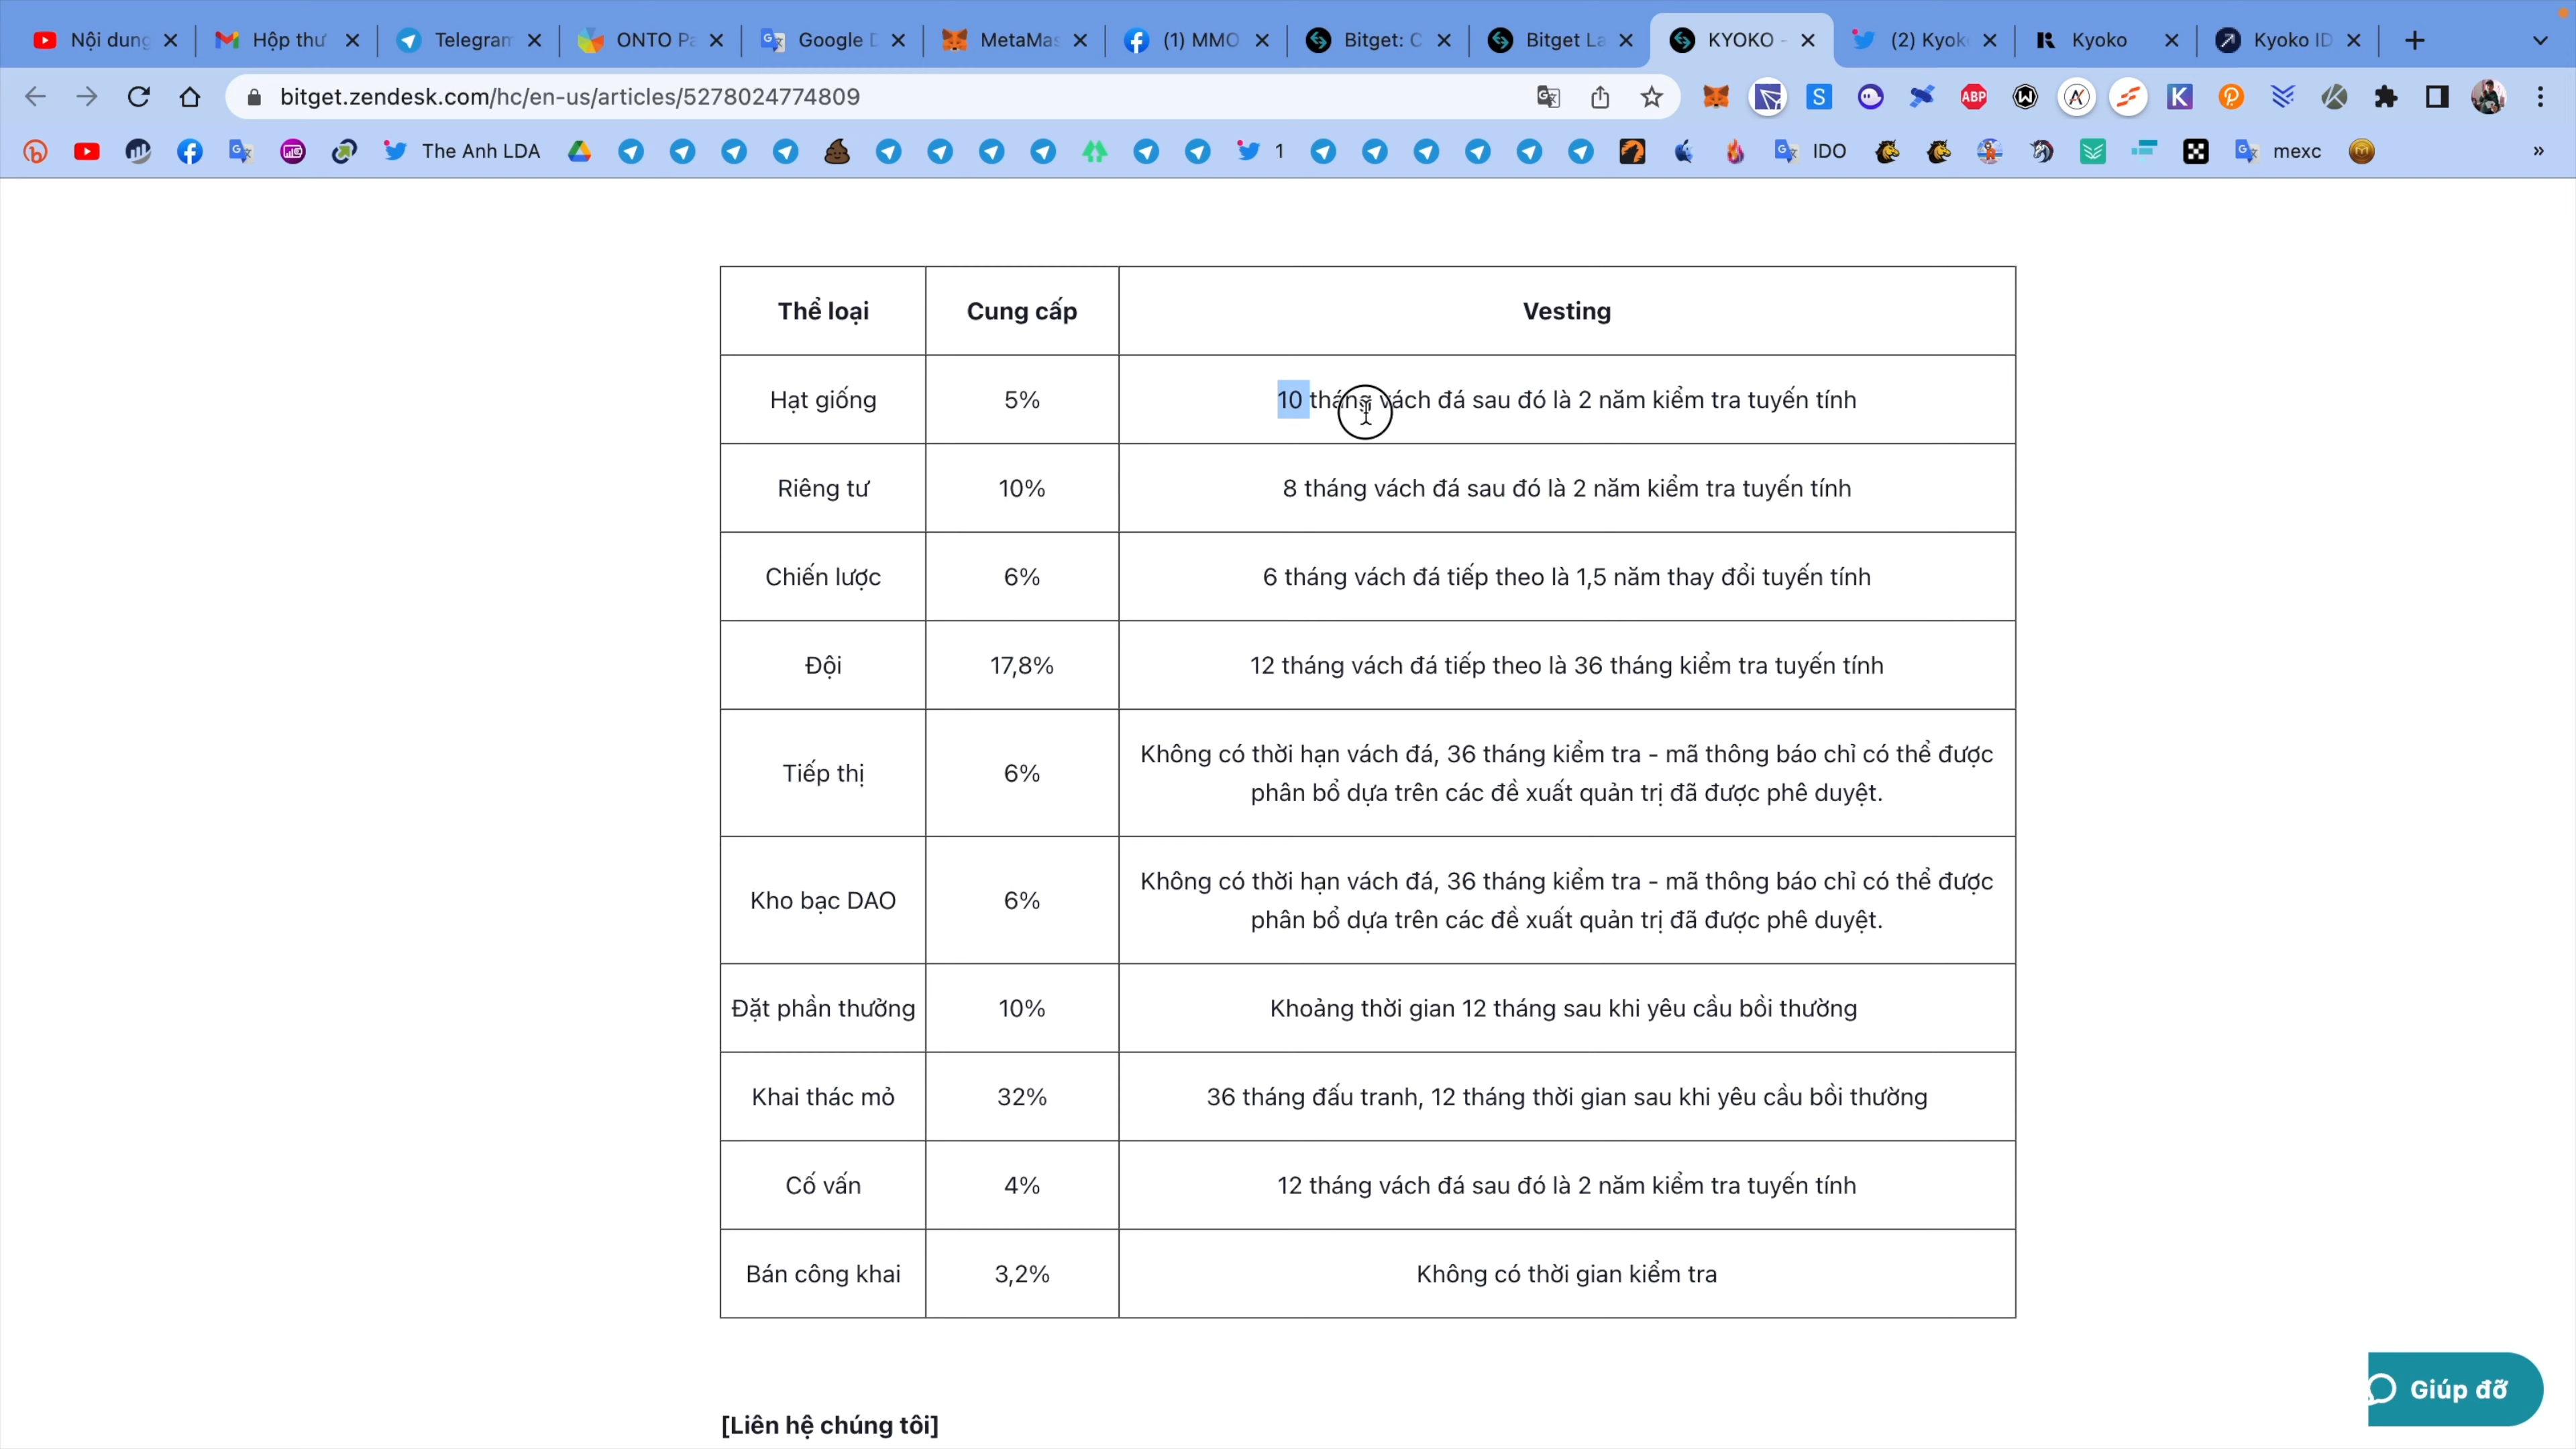 Nội dung
Hộp thư
Telegram
ONTO Pa
Google D
MetaMas
(1) MMO
Bitget: C
Bitget La
KYOKO -
(2) Kyoko
Kyoko
Kyoko ID
bitget.zendesk.com/hc/en-us/articles/5278024774809
The Anh LDA
1
IDO
mexc
Thể loại
Cung cấp
Vesting
Hạt giống
5%
10 tháng vách đá sau đó là 2 năm kiểm tra tuyến tính
Riêng tư
10%
8 tháng vách đá sau đó là 2 năm kiểm tra tuyến tính
Chiến lược
6%
6 tháng vách đá tiếp theo là 1,5 năm thay đổi tuyến tính
Đội
17,8%
12 tháng vách đá tiếp theo là 36 tháng kiểm tra tuyến tính
Tiếp thị
6%
Không có thời hạn vách đá, 36 tháng kiểm tra - mã thông báo chỉ có thể được
phân bổ dựa trên các đề xuất quản trị đã được phê duyệt.
Kho bạc DAO
6%
Không có thời hạn vách đá, 36 tháng kiểm tra - mã thông báo chỉ có thể được
phân bổ dựa trên các đề xuất quản trị đã được phê duyệt.
Đặt phần thưởng
10%
Khoảng thời gian 12 tháng sau khi yêu cầu bồi thường
Khai thác mỏ
32%
36 tháng đấu tranh, 12 tháng thời gian sau khi yêu cầu bồi thường
Cố vấn
4%
12 tháng vách đá sau đó là 2 năm kiểm tra tuyến tính
Bán công khai
3,2%
Không có thời gian kiểm tra
[Liên hệ chúng tôi]
Giúp đỡ